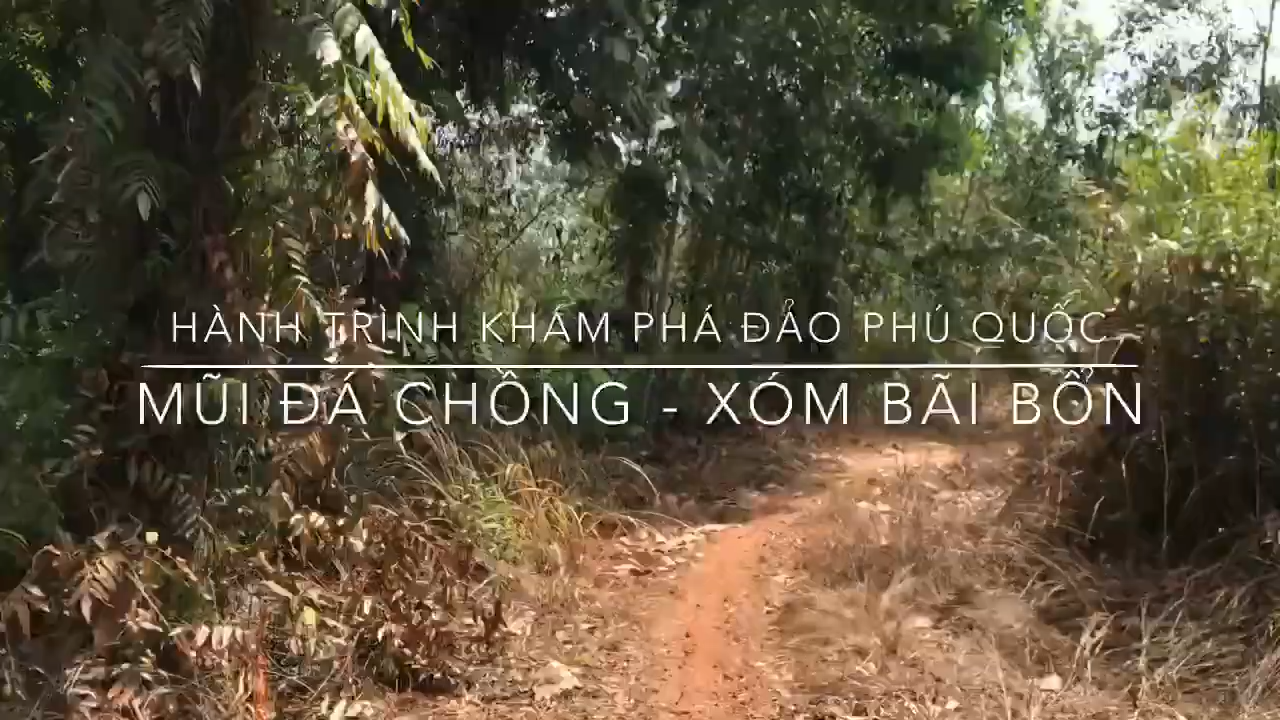 HÀNH TRÌNH KHÁM PHÁ ĐẢO PHÚ QUỐC
MŨI ĐÁ CHỒNG - XÓM BÃI BỔN